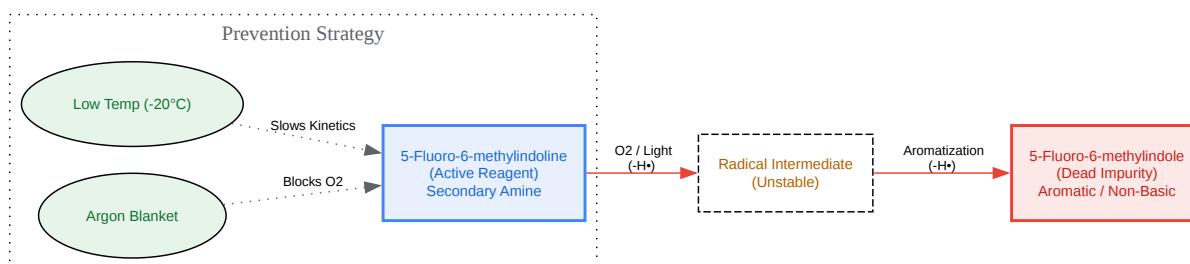 Prevention Strategy
Low Temp (-20°C)
Slows Kinetics
Argon Blanket
Blocks O2
5-Fluoro-6-methylindoline
(Active Reagent)
Secondary Amine
O2 / Light
(-H•)
Radical Intermediate
(Unstable)
Aromatization
(-H•)
5-Fluoro-6-methylindole
(Dead Impurity)
Aromatic / Non-Basic